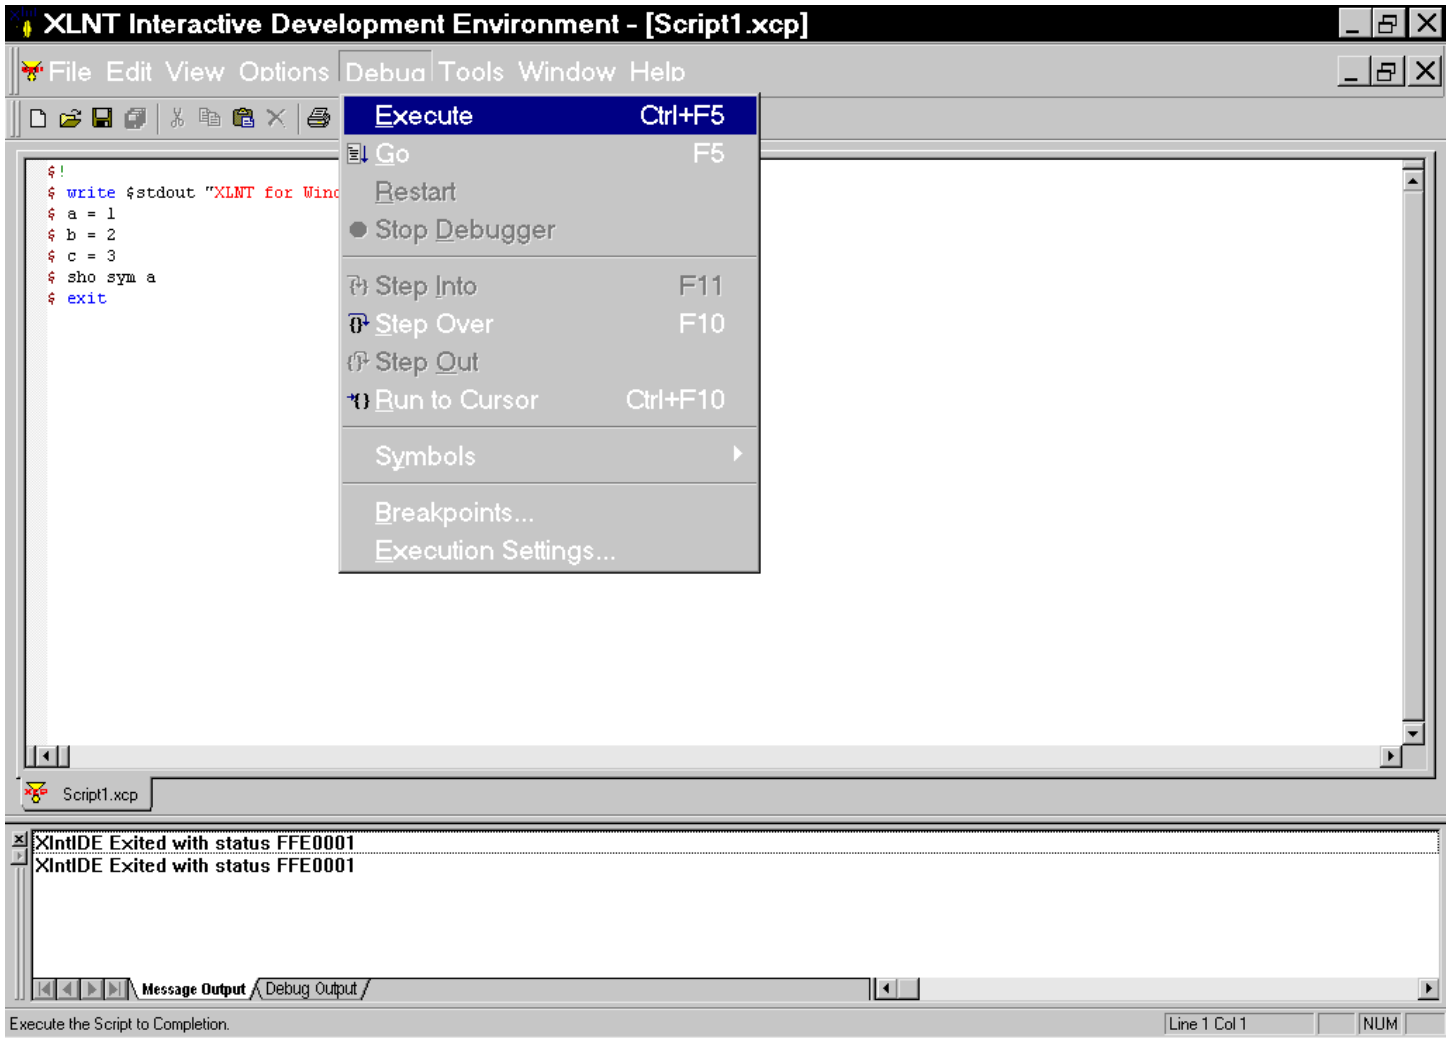 XLNT Interactive Development Environment - [Script1.xcp]
File Edit View Options Debug Tools Window Help
Execute Ctrl+F5
Go F5
Restart
Stop Debugger
Step Into F11
Step Over F10
Step Out
Run to Cursor Ctrl+F10
Symbols
Breakpoints...
Execution Settings...
$!
$ write $stdout "XLNT for Wind
$ a = 1
$ b = 2
$ c = 3
$ sho sym a
$ exit
Script1.xcp
XlntIDE Exited with status FFE0001
XlntIDE Exited with status FFE0001
Message Output Debug Output
Execute the Script to Completion. Line 1 Col 1 NUM